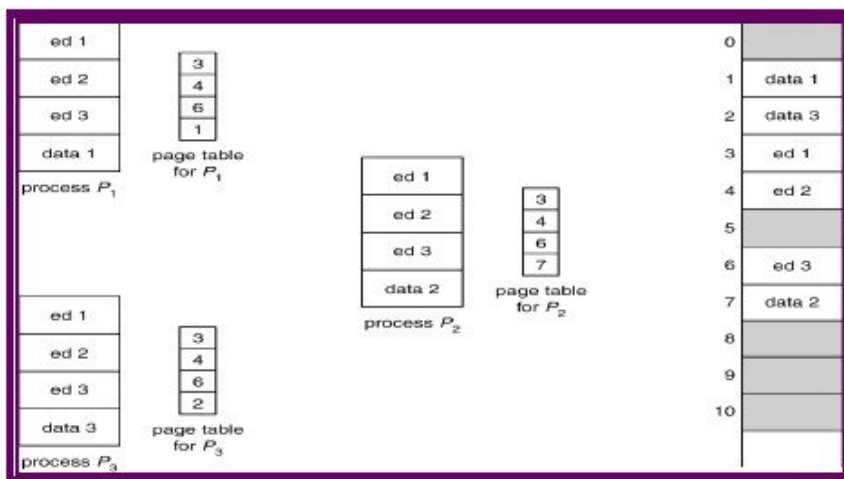 ed 1
ed 2
ed 3
data 1
process P1
3
4
6
1
page table
for P1
ed 1
ed 2
ed 3
data 2
process P2
3
4
6
7
page table
for P2
ed 1
ed 2
ed 3
data 3
process P3
3
4
6
2
page table
for P3
0
1 data 1
2 data 3
3 ed 1
4 ed 2
5
6 ed 3
7 data 2
8
9
10